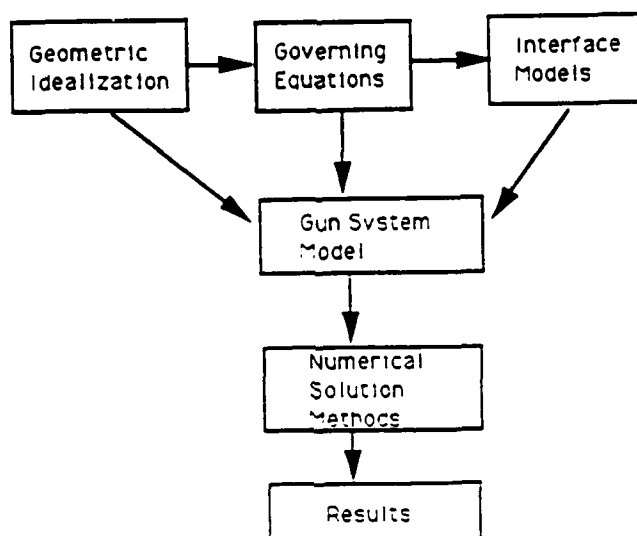 Geometric
Idealization
Governing
Equations
Interface
Models
Gun System
Model
Numerical
Solution
Methods
Results